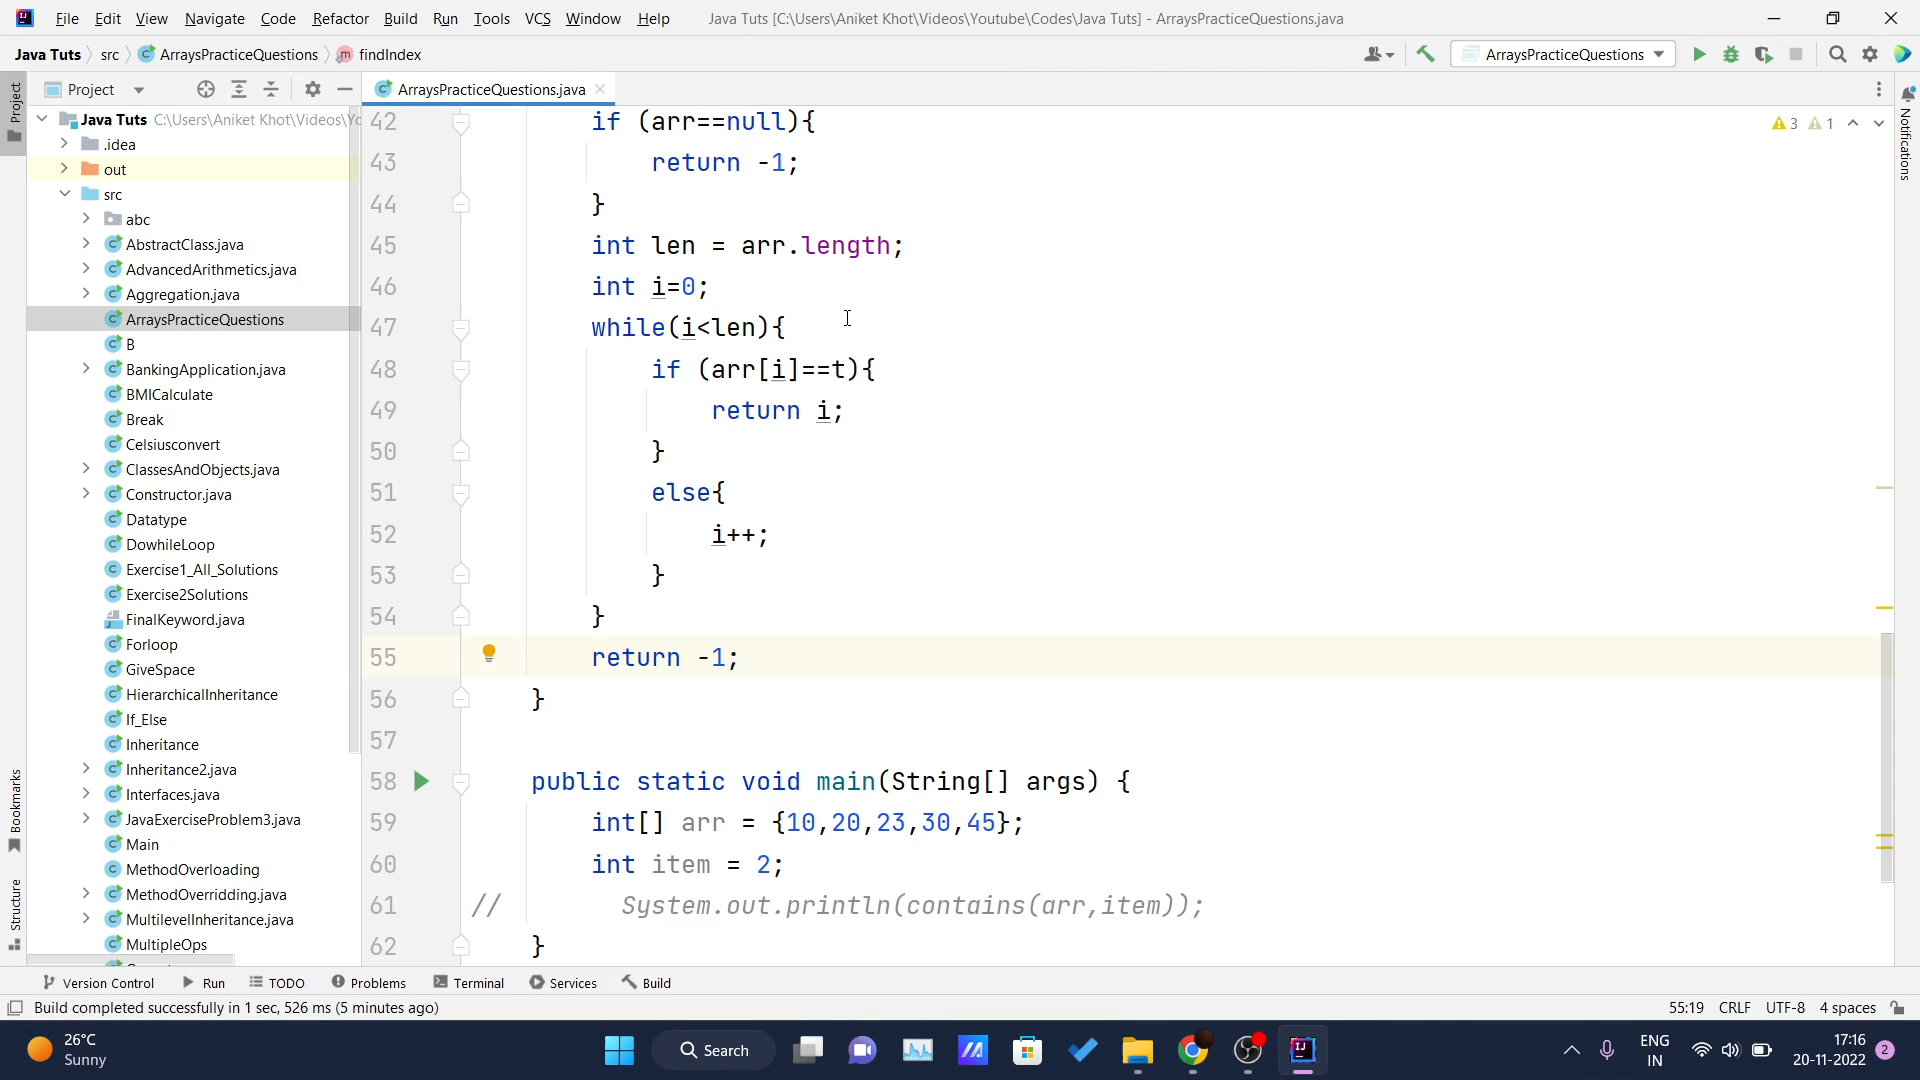 File Edit View Navigate Code Refactor Build Run Tools VCS Window Help Java Tuts [C:\Users\Aniket Khot\Videos\Youtube\Codes\Java Tuts] - ArraysPracticeQuestions.java
Java Tuts src ArraysPracticeQuestions findIndex ArraysPracticeQuestions
Project
Project
ArraysPracticeQuestions.java
Notifications
Java Tuts C:\Users\Aniket Khot\Videos\Yo
.idea
out
src
abc
AbstractClass.java
AdvancedArithmetics.java
Aggregation.java
ArraysPracticeQuestions
B
BankingApplication.java
BMICalculate
Break
Celsiusconvert
ClassesAndObjects.java
Constructor.java
Datatype
DowhileLoop
Exercise1_All_Solutions
Exercise2Solutions
FinalKeyword.java
Forloop
GiveSpace
HierarchicalInheritance
If_Else
Inheritance
Inheritance2.java
Interfaces.java
JavaExerciseProblem3.java
Main
MethodOverloading
MethodOverridding.java
MultilevelInheritance.java
MultipleOps
Bookmarks
Structure
3 1
42 if (arr==null){
43 return -1;
44 }
45 int len = arr.length;
46 int i=0;
47 while(i<len){
48 if (arr[i]==t){
49 return i;
50 }
51 else{
52 i++;
53 }
54 }
55 return -1;
56 }
57
58 public static void main(String[] args) {
59 int[] arr = {10,20,23,30,45};
60 int item = 2;
61 // System.out.println(contains(arr,item));
62 }
Version Control Run TODO Problems Terminal Services Build
Build completed successfully in 1 sec, 526 ms (5 minutes ago) 55:19 CRLF UTF-8 4 spaces
26°C
Sunny
Search
ENG
IN
17:16
20-11-2022
2